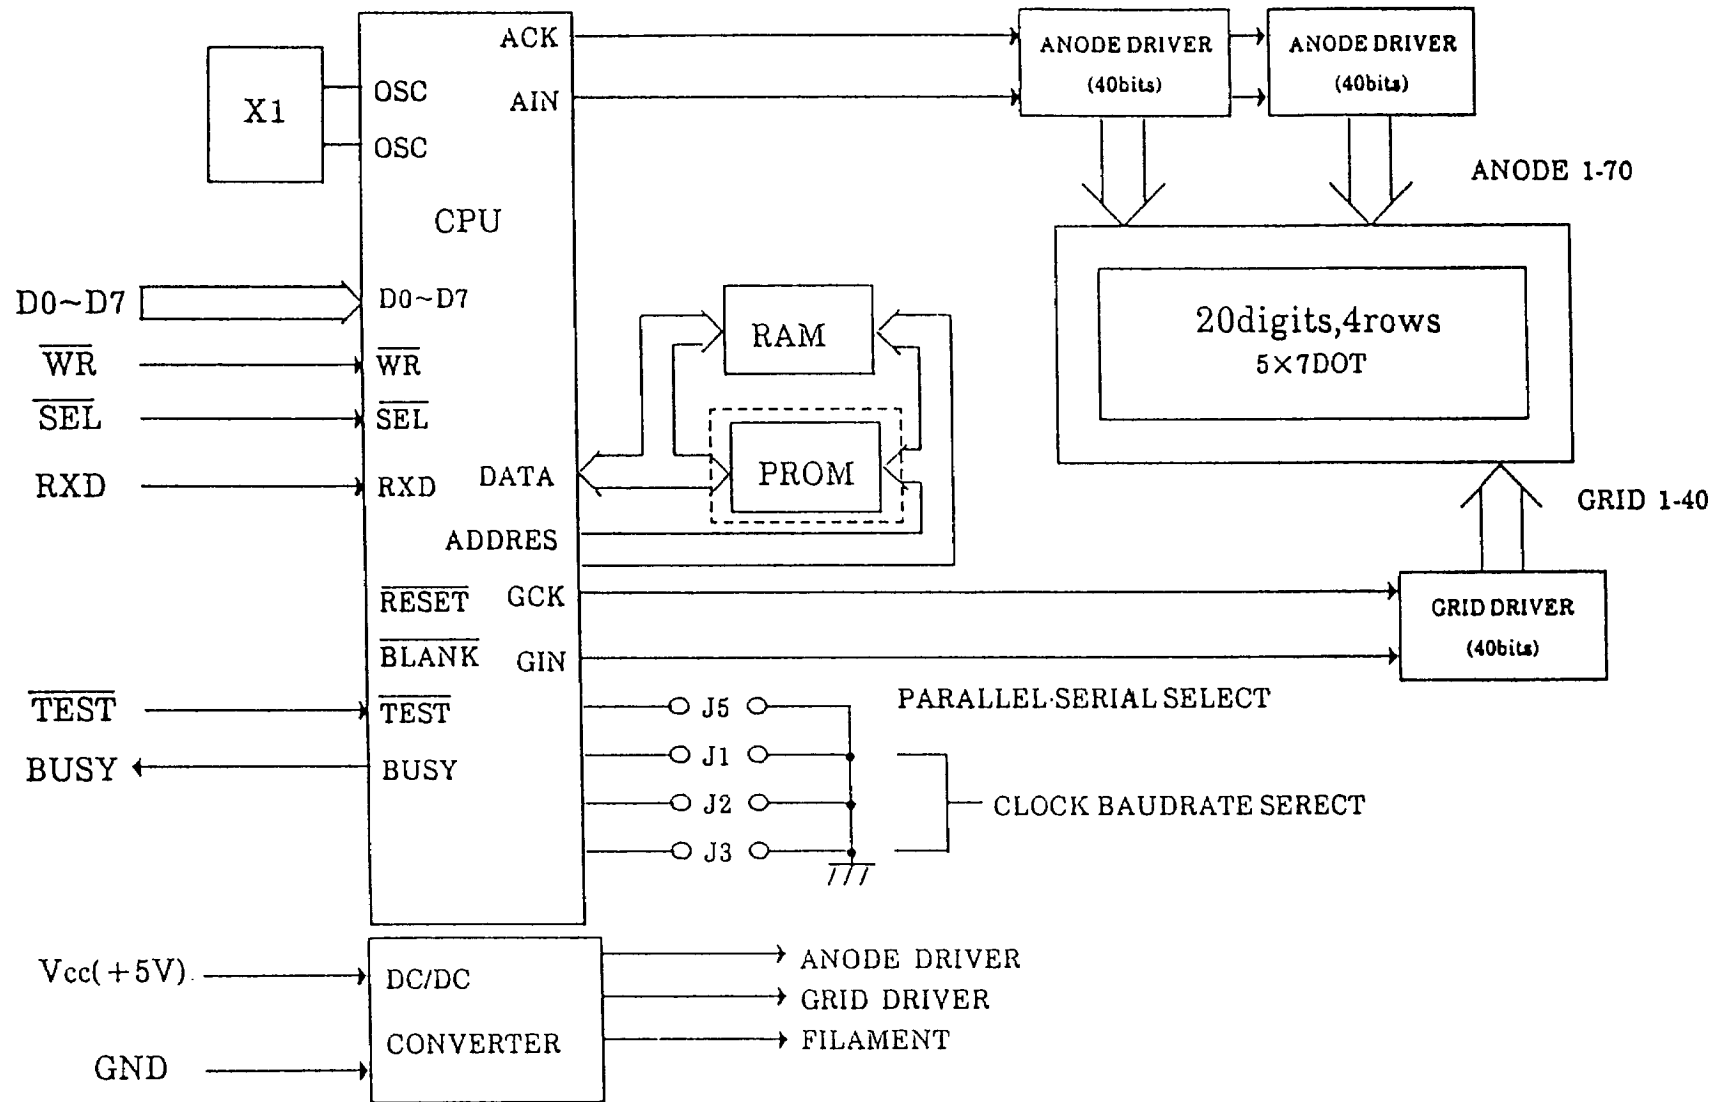 ACK
ANODE DRIVER
(40bits)
ANODE DRIVER
(40bits)
X1
OSC
AIN
OSC
ANODE 1-70
CPU
D0~D7
D0~D7
RAM
20digits,4rows
5×7DOT
WR
WR
SEL
SEL
RXD
RXD
DATA
PROM
GRID 1-40
ADDRES
RESET
GCK
GRID DRIVER
(40bits)
BLANK
GIN
TEST
TEST
J5
PARALLEL·SERIAL SELECT
BUSY
BUSY
J1
J2
CLOCK BAUDRATE SERECT
J3
Vcc(+5V)
DC/DC
CONVERTER
ANODE DRIVER
GRID DRIVER
FILAMENT
GND